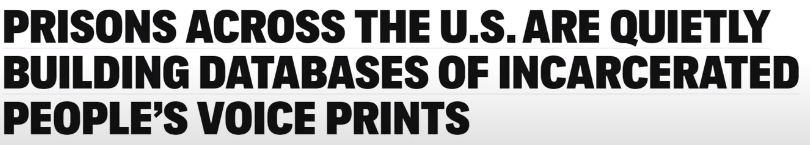 PRISONS ACROSS THE U.S. ARE QUIETLY
BUILDING DATABASES OF INCARCERATED
PEOPLE’S VOICE PRINTS